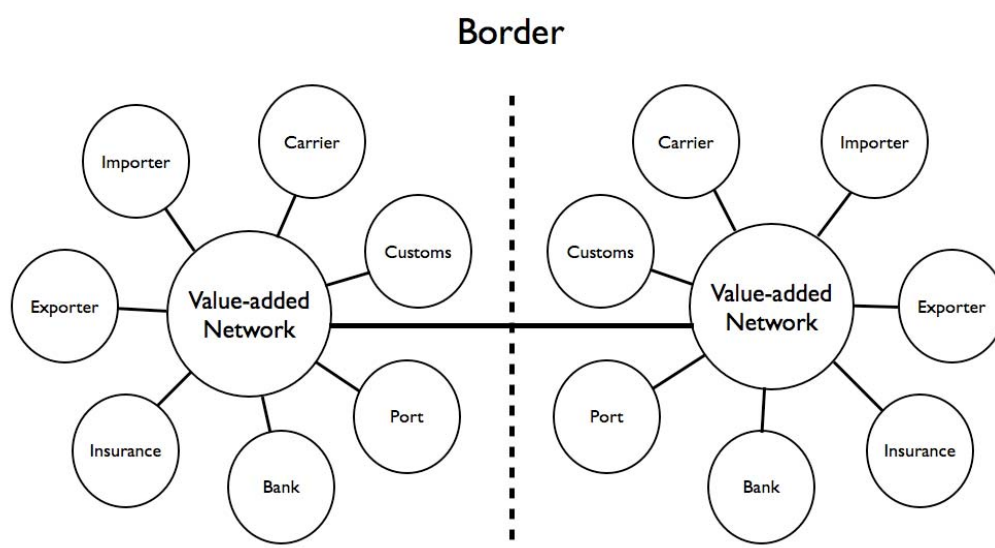 Border
Carrier
Importer
Customs
Exporter
Value-added
Network
Insurance
Port
Bank
Carrier
Importer
Customs
Value-added
Network
Exporter
Port
Insurance
Bank